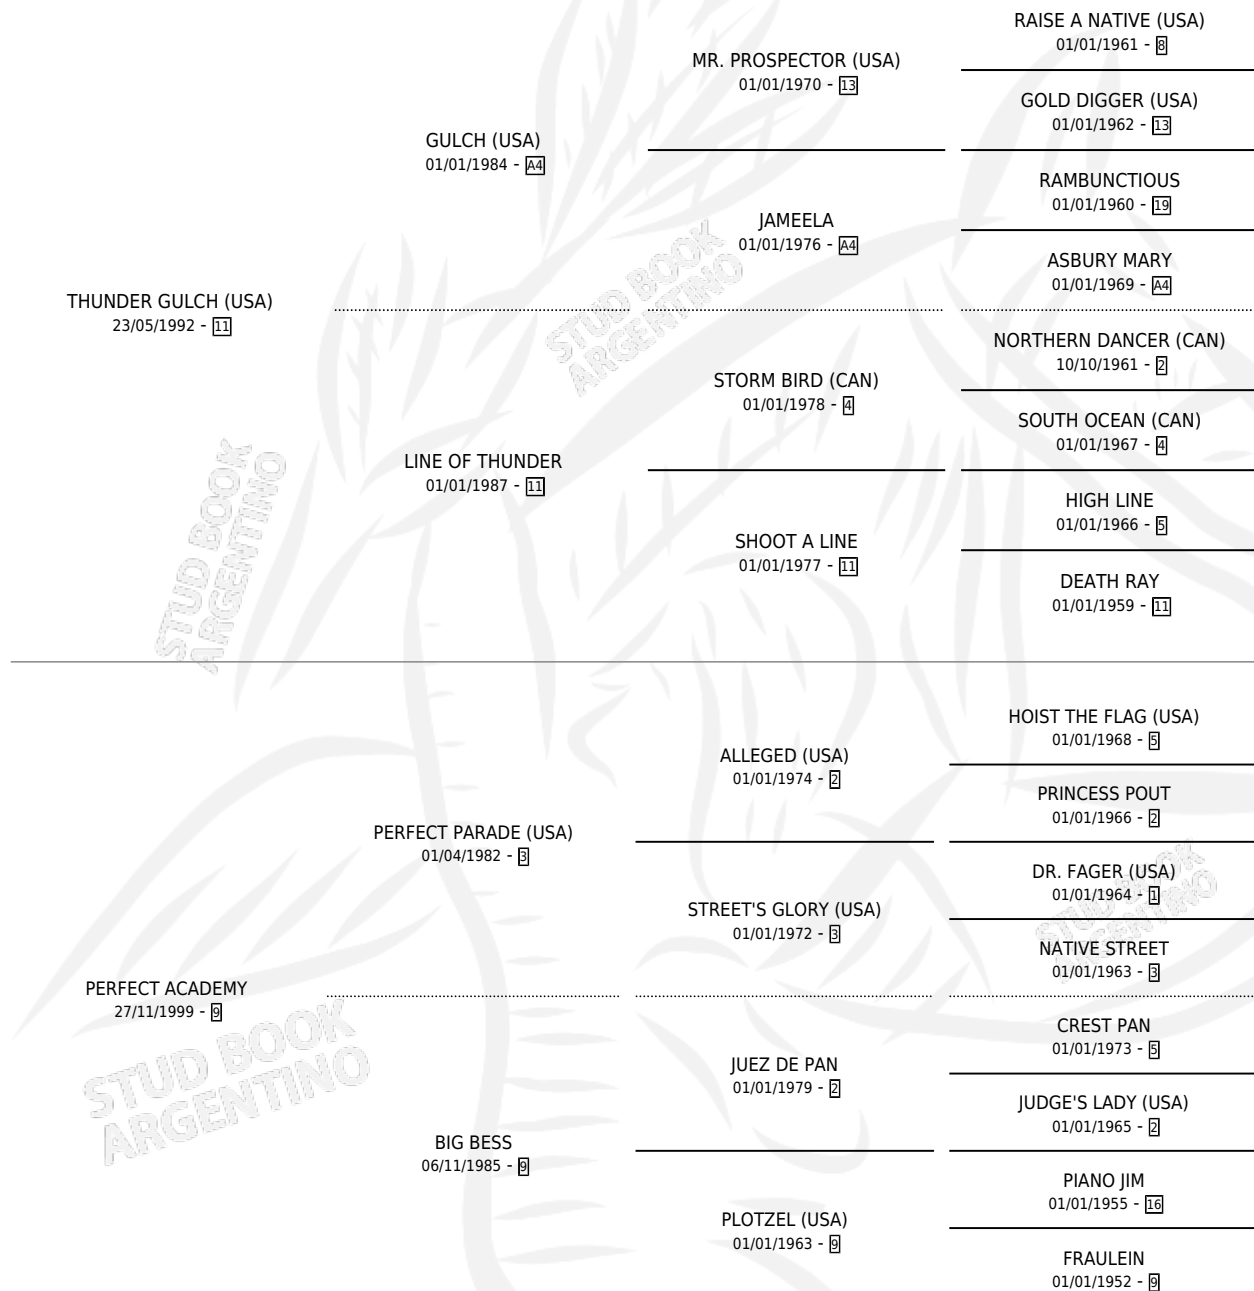 RAISE A NATIVE (USA)
01/01/1961 - 8
MR. PROSPECTOR (USA)
01/01/1970 - 13
GOLD DIGGER (USA)
01/01/1962 - 13
GULCH (USA)
01/01/1984 - A4
RAMBUNCTIOUS
01/01/1960 - 19
JAMEELA
01/01/1976 - A4
ASBURY MARY
01/01/1969 - A4
THUNDER GULCH (USA)
23/05/1992 - 11
NORTHERN DANCER (CAN)
10/10/1961 - 2
STORM BIRD (CAN)
01/01/1978 - 4
SOUTH OCEAN (CAN)
01/01/1967 - 4
LINE OF THUNDER
01/01/1987 - 11
HIGH LINE
01/01/1966 - 5
SHOOT A LINE
01/01/1977 - 11
DEATH RAY
01/01/1959 - 11
HOIST THE FLAG (USA)
01/01/1968 - 5
ALLEGED (USA)
01/01/1974 - 2
PRINCESS POUT
01/01/1966 - 2
PERFECT PARADE (USA)
01/04/1982 - 3
DR. FAGER (USA)
01/01/1964 - 1
STREET'S GLORY (USA)
01/01/1972 - 3
NATIVE STREET
01/01/1963 - 3
PERFECT ACADEMY
27/11/1999 - 9
CREST PAN
01/01/1973 - 5
JUEZ DE PAN
01/01/1979 - 2
JUDGE'S LADY (USA)
01/01/1965 - 2
BIG BESS
06/11/1985 - 9
PIANO JIM
01/01/1955 - 16
PLOTZEL (USA)
01/01/1963 - 9
FRAULEIN
01/01/1952 - 9
STUD BOOK
ARGENTINO
STUD BOOK
ARGENTINO
STUD BOOK
ARGENTINO
STUD BOOK
ARGENTINO